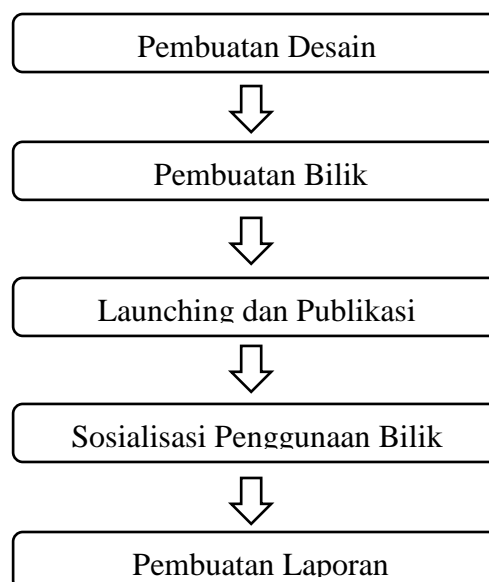 Pembuatan Desain
Pembuatan Bilik
Launching dan Publikasi
Sosialisasi Penggunaan Bilik
Pembuatan Laporan